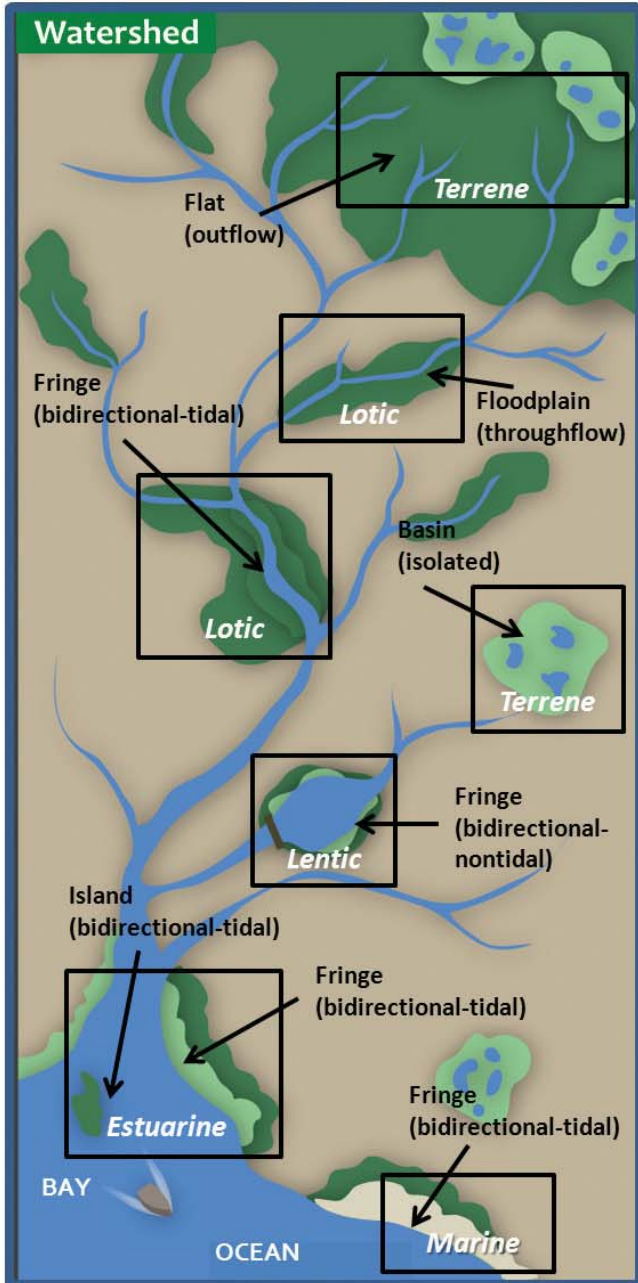 Watershed
Terrene
Flat
(outflow)
Fringe
(bidirectional-tidal)
Lotic
Floodplain
(throughflow)
Basin
(isolated)
Lotic
Terrene
Fringe
(bidirectional-
nontidal)
Lentic
Island
(bidirectional-tidal)
Fringe
(bidirectional-tidal)
Estuarine
Fringe
(bidirectional-tidal)
BAY
Marine
OCEAN